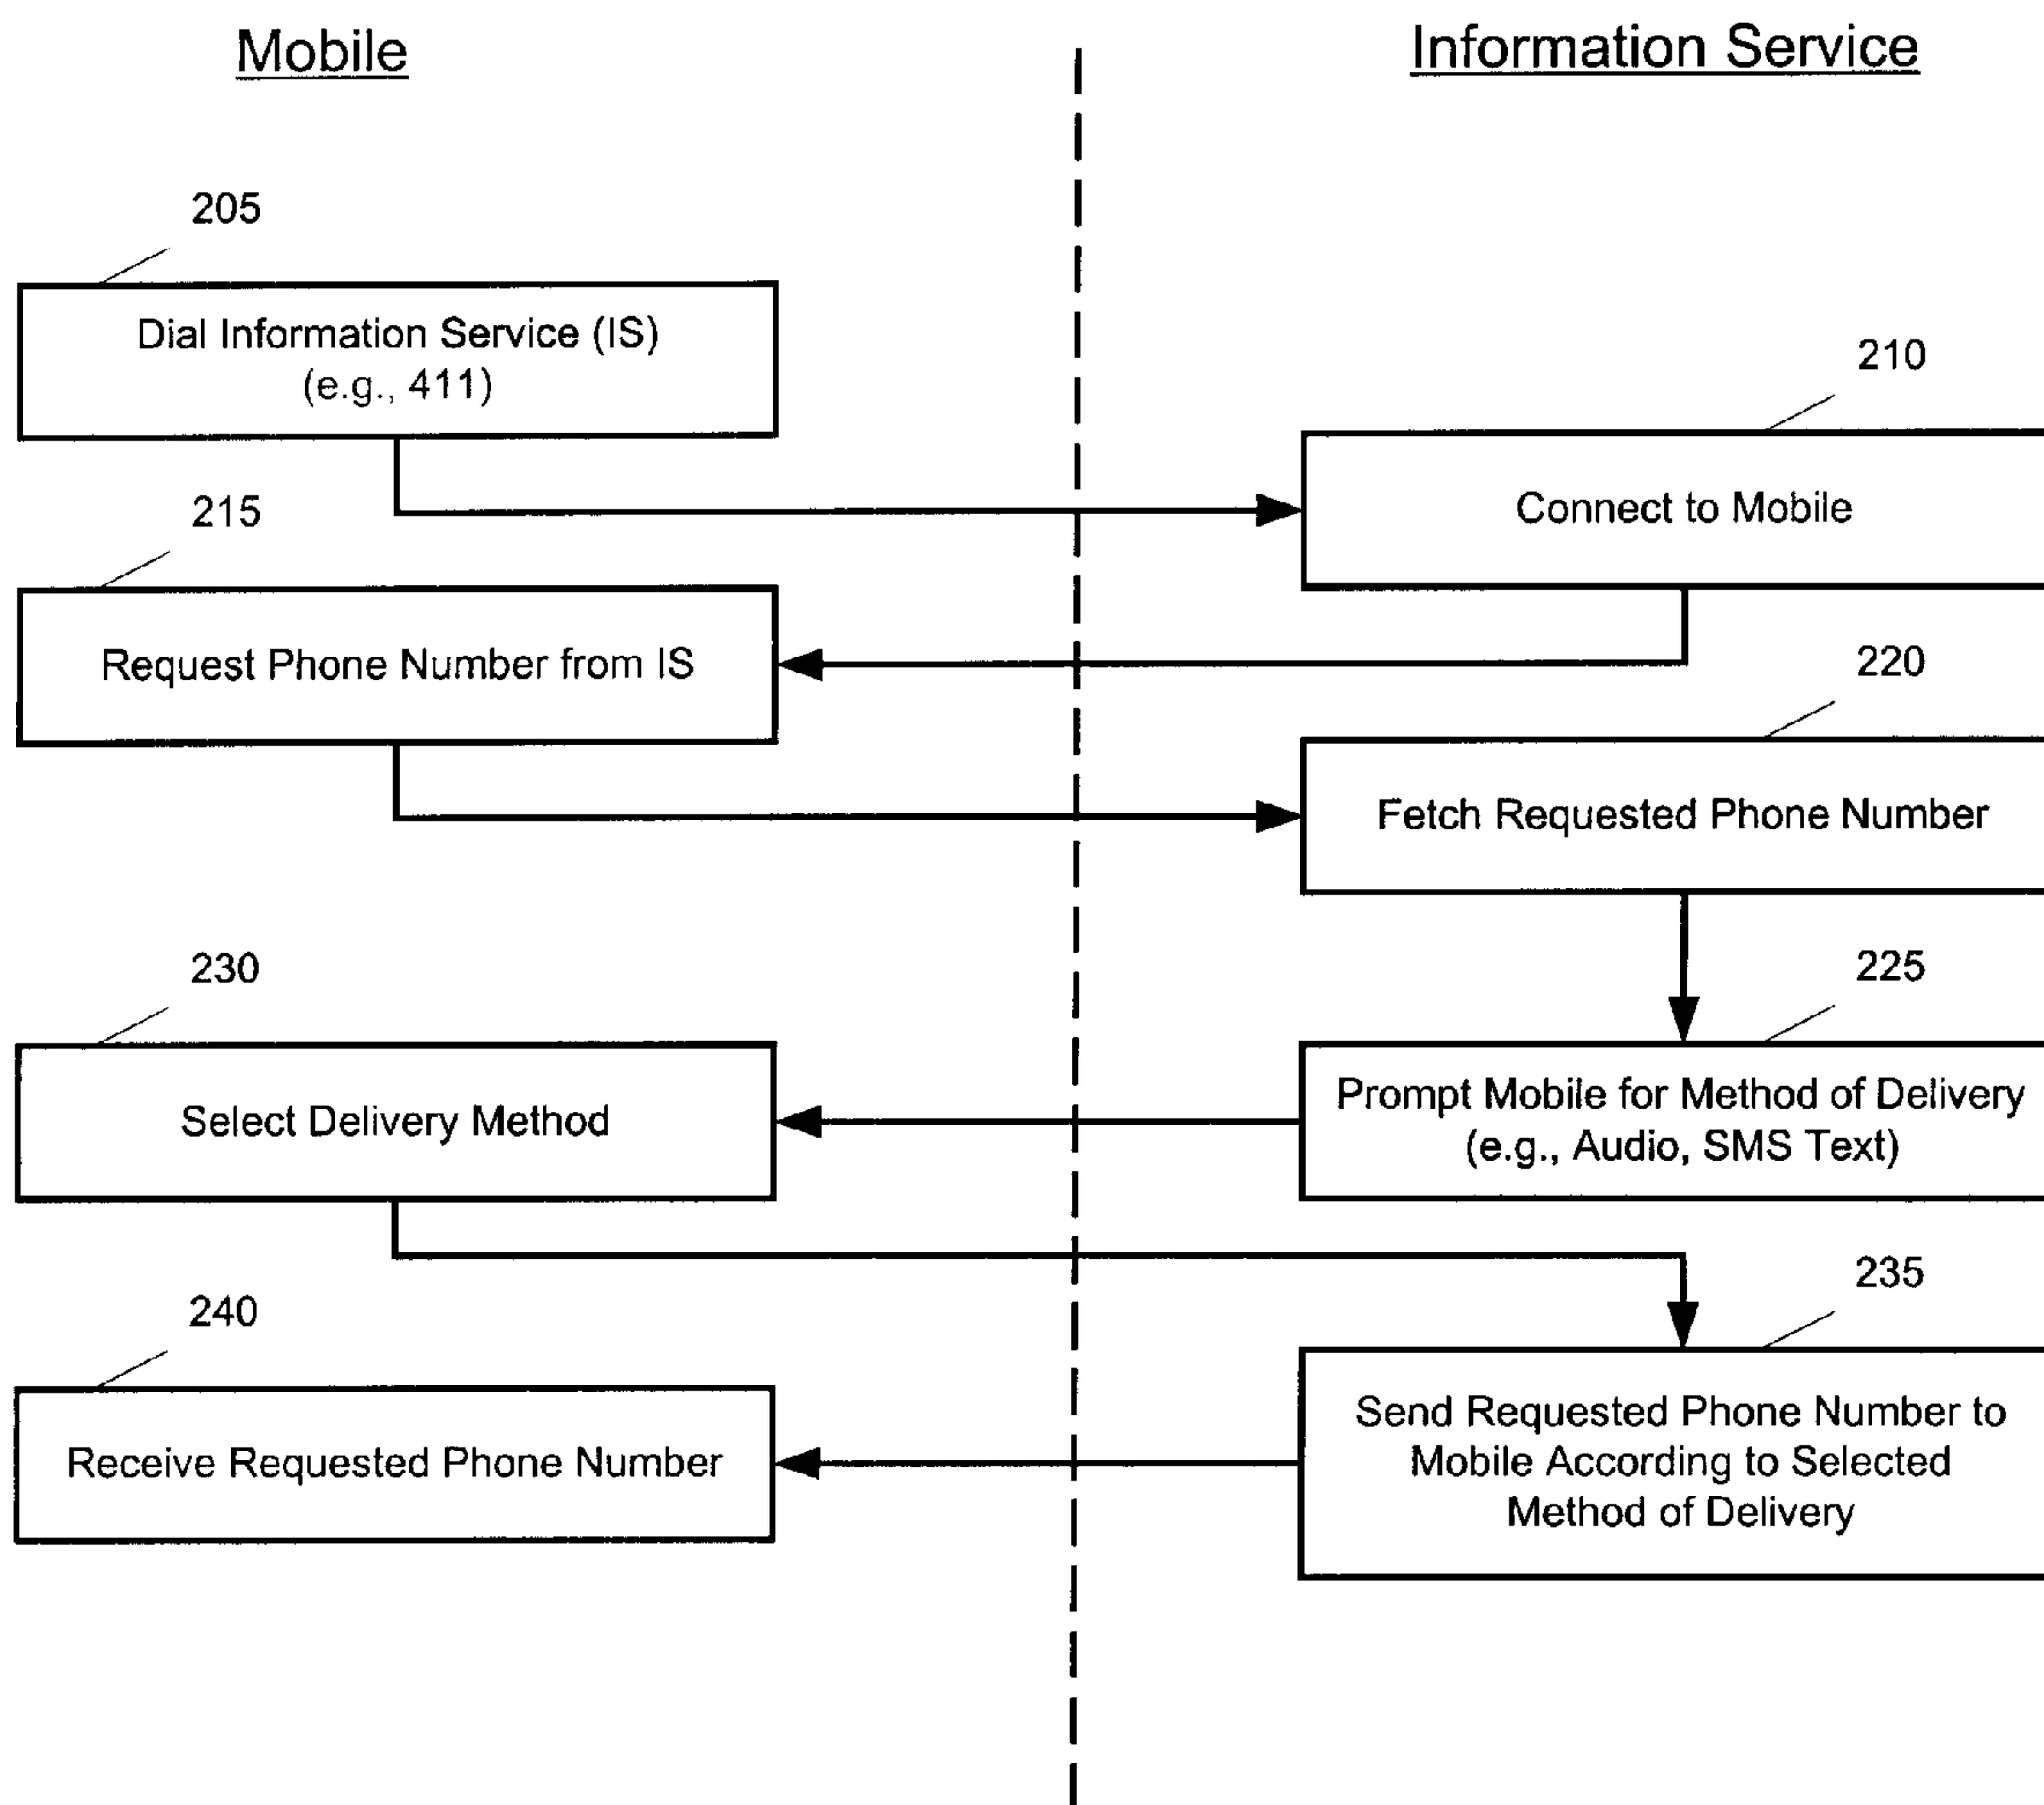 Mobile
Information Service
205
Dial Information Service (IS)
(e.g., 411)
210
Connect to Mobile
215
Request Phone Number from IS
220
Fetch Requested Phone Number
225
Prompt Mobile for Method of Delivery
(e.g., Audio, SMS Text)
230
Select Delivery Method
235
Send Requested Phone Number to
Mobile According to Selected
Method of Delivery
240
Receive Requested Phone Number